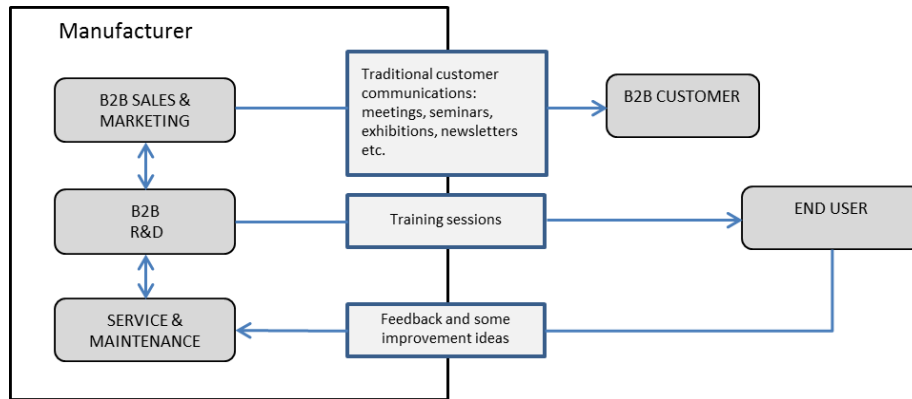 Manufacturer
B2B SALES &
MARKETING
Traditional customer
communications:
meetings, seminars,
exhibitions, newsletters
etc.
B2B CUSTOMER
B2B
R&D
Training sessions
END USER
SERVICE &
MAINTENANCE
Feedback and some
improvement ideas